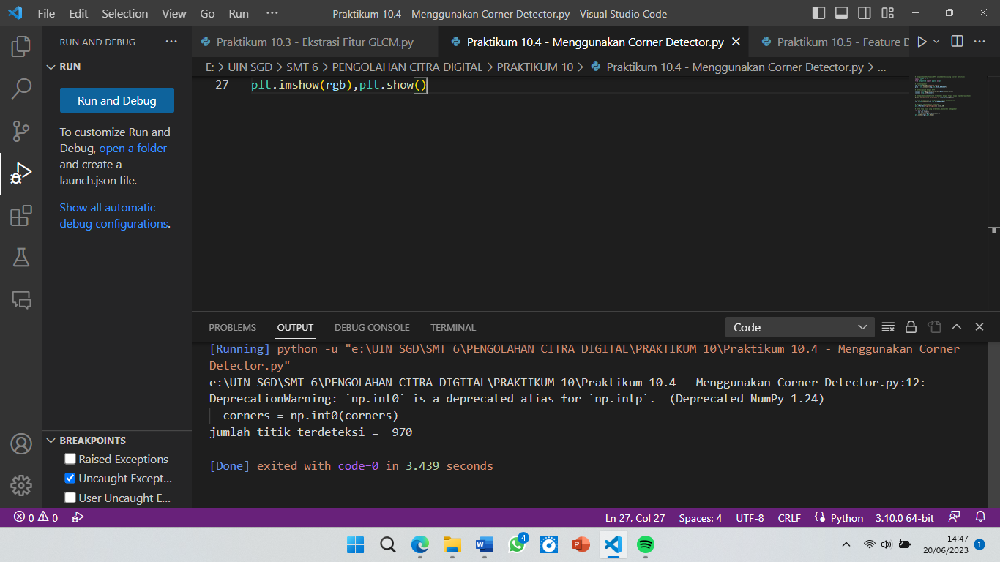 File Edit Selection View Go Run ··· Praktikum 10.4 - Menggunakan Corner Detector.py - Visual Studio Code
RUN AND DEBUG ···
Praktikum 10.3 - Ekstrasi Fitur GLCM.py
Praktikum 10.4 - Menggunakan Corner Detector.py
Praktikum 10.5 - Feature D
RUN
E: > UIN SGD > SMT 6 > PENGOLAHAN CITRA DIGITAL > PRAKTIKUM 10 > Praktikum 10.4 - Menggunakan Corner Detector.py > ...
27 plt.imshow(rgb),plt.show()
Run and Debug
To customize Run and
Debug, open a folder
and create a
launch.json file.
Show all automatic
debug configurations.
PROBLEMS OUTPUT DEBUG CONSOLE TERMINAL Code
[Running] python -u "e:\UIN SGD\SMT 6\PENGOLAHAN CITRA DIGITAL\PRAKTIKUM 10\Praktikum 10.4 - Menggunakan Corner
Detector.py"
e:\UIN SGD\SMT 6\PENGOLAHAN CITRA DIGITAL\PRAKTIKUM 10\Praktikum 10.4 - Menggunakan Corner Detector.py:12:
DeprecationWarning: `np.int0` is a deprecated alias for `np.intp`.  (Deprecated NumPy 1.24)
corners = np.int0(corners)
jumlah titik terdeteksi =  970
[Done] exited with code=0 in 3.439 seconds
BREAKPOINTS
Raised Exceptions
Uncaught Except...
User Uncaught E...
0 0 Ln 27, Col 27 Spaces: 4 UTF-8 CRLF Python 3.10.0 64-bit
4
14:47
20/06/2023
1